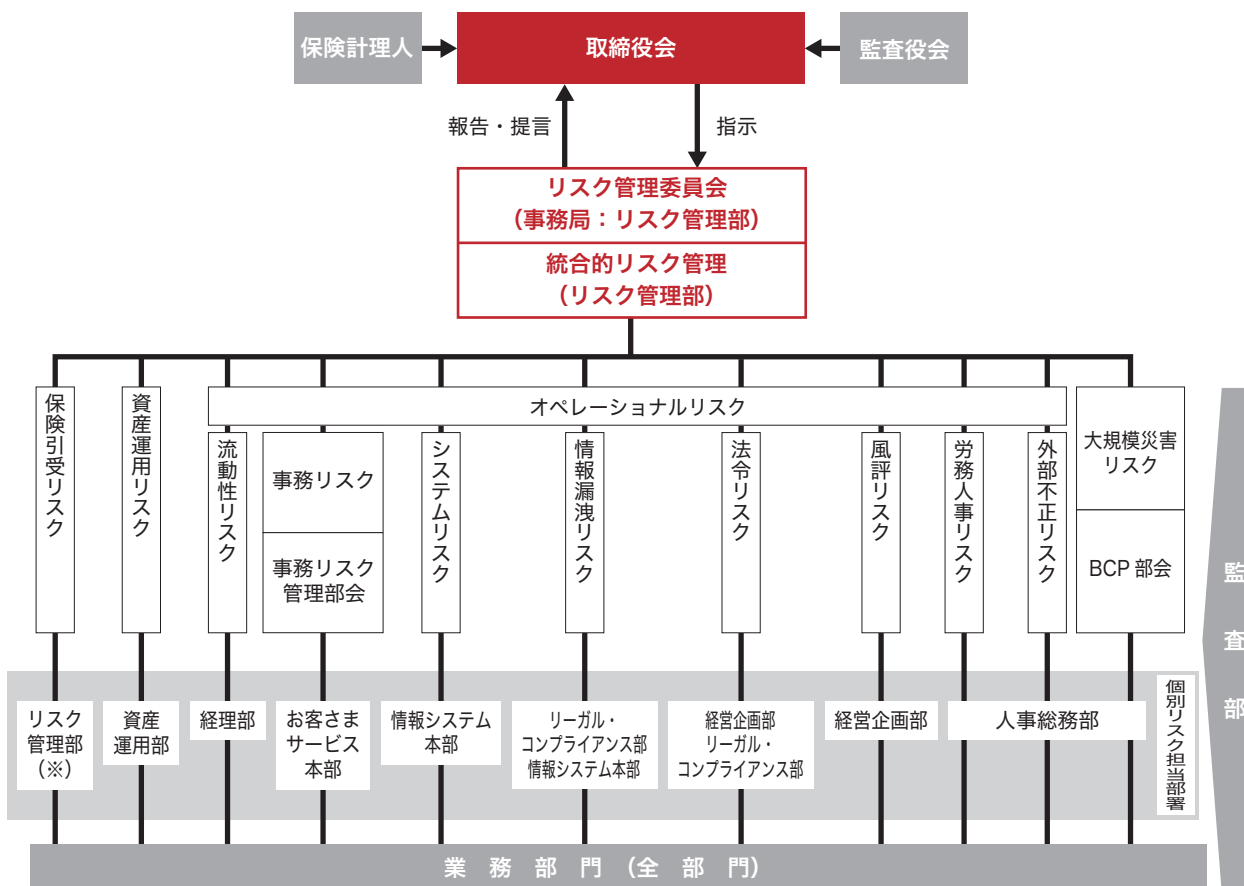 保険計理人
取締役会
監査役会
報告・提言
指示
リスク管理委員会
（事務局：リスク管理部）
統合的リスク管理
（リスク管理部）
保険引受リスク
資産運用リスク
オペレーショナルリスク
流動性リスク
事務リスク
事務リスク
管理部会
システムリスク
情報漏洩リスク
法令リスク
風評リスク
労務人事リスク
外部不正リスク
大規模災害
リスク
BCP 部会
監査部
リスク
管理部
（※）
資産
運用部
経理部
お客さま
サービス
本部
情報システム
本部
リーガル・
コンプライアンス部
情報システム本部
経営企画部
リーガル・
コンプライアンス部
経営企画部
人事総務部
個別リスク担当部署
業務部門（全部門）